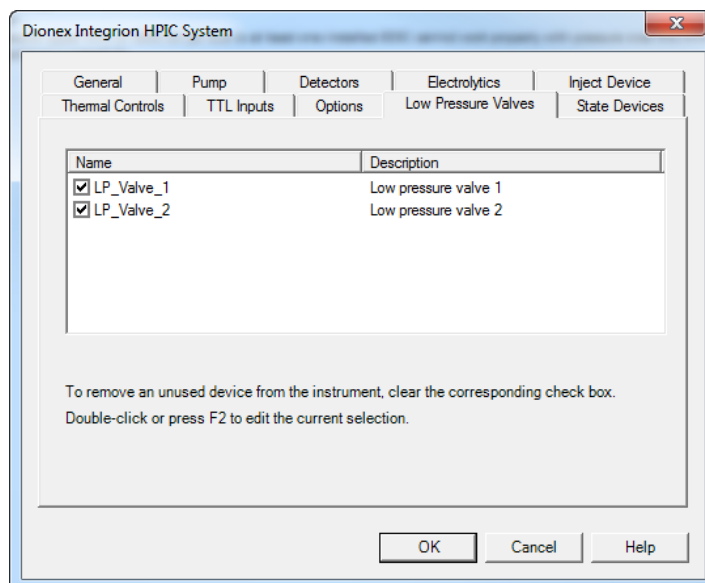 Dionex Integrion HPIC System
General Pump Detectors Electrolytics Inject Device
Thermal Controls TTL Inputs Options Low Pressure Valves State Devices
Name Description
LP_Valve_1 Low pressure valve 1
LP_Valve_2 Low pressure valve 2
To remove an unused device from the instrument, clear the corresponding check box.
Double-click or press F2 to edit the current selection.
OK Cancel Help